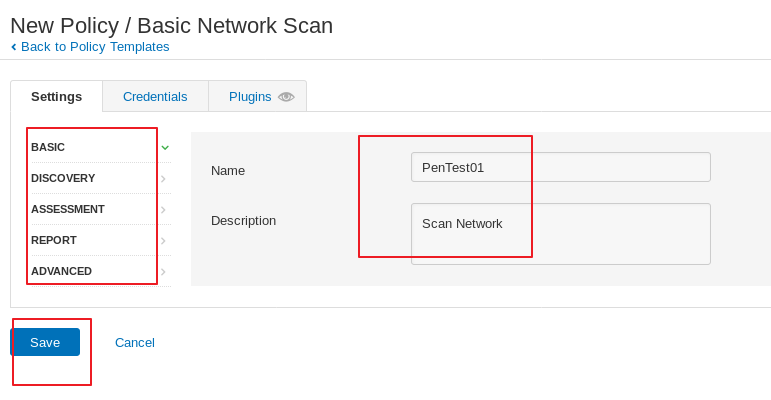 New Policy / Basic Network Scan
Back to Policy Templates
Settings Credentials Plugins
BASIC
DISCOVERY
ASSESSMENT
REPORT
ADVANCED
Name PenTest01
Description Scan Network
Save Cancel